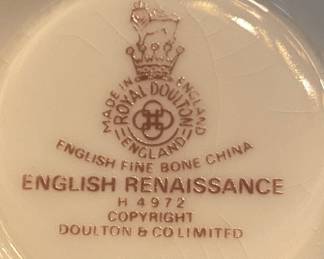 MADE IN ENGLAND
ROYAL DOULTON
ENGLAND
ENGLISH FINE BONE CHINA
ENGLISH RENAISSANCE
H 4972
COPYRIGHT
DOULTON & CO LIMITED